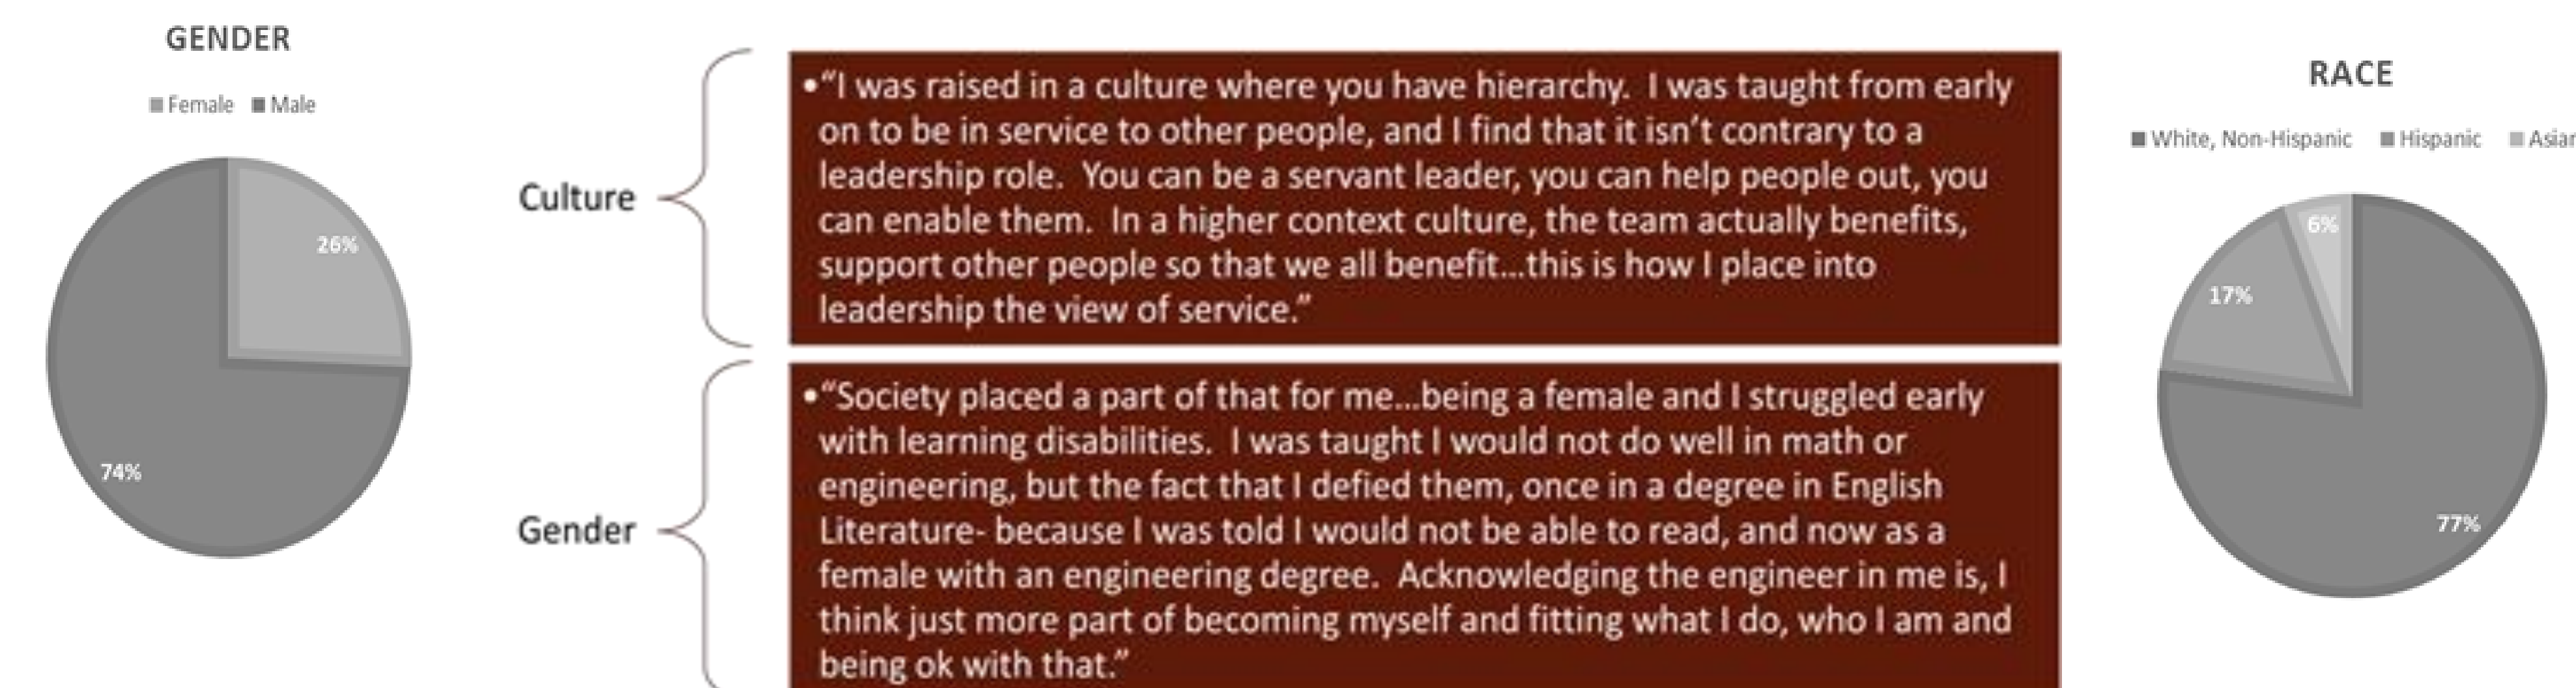 GENDER
Female Male
26%
74%
Culture
•“I was raised in a culture where you have hierarchy. I was taught from early
on to be in service to other people, and I find that it isn’t contrary to a
leadership role. You can be a servant leader, you can help people out, you
can enable them. In a higher context culture, the team actually benefits,
support other people so that we all benefit...this is how I place into
leadership the view of service.”
Gender
•“Society placed a part of that for me...being a female and I struggled early
with learning disabilities. I was taught I would not do well in math or
engineering, but the fact that I defied them, once in a degree in English
Literature- because I was told I would not be able to read, and now as a
female with an engineering degree. Acknowledging the engineer in me is, I
think just more part of becoming myself and fitting what I do, who I am and
being ok with that.”
RACE
White, Non-Hispanic Hispanic
6%
17%
77%